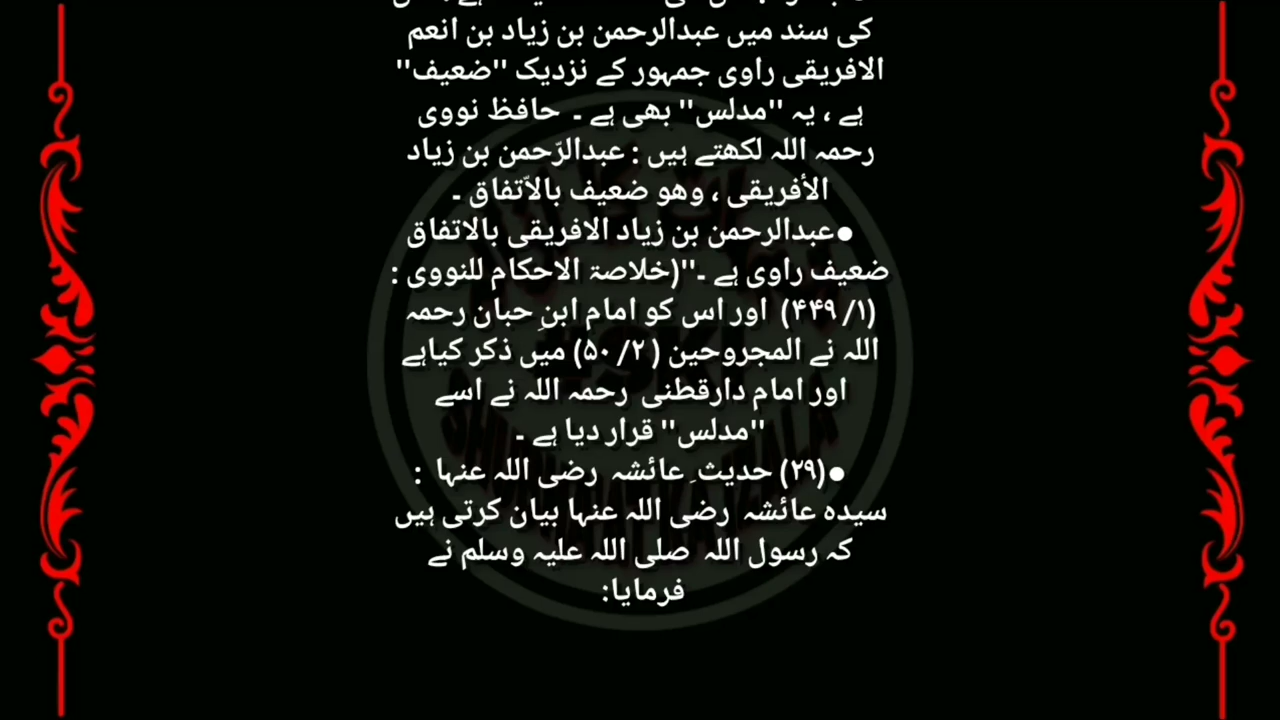 کی سند میں عبدالرحمن بن زیاد بن انعم
الافریقی راوی جمہور کے نزدیک ''ضعیف''
ہے ، یہ ''مدلس'' بھی ہے ۔ حافظ نووی
رحمہ اللہ لکھتے ہیں : عبدالرّحمن بن زیاد
الأفریقی ، وھو ضعیف بالاّتفاق ۔
●عبدالرحمن بن زیاد الافریقی بالاتفاق
ضعیف راوی ہے ۔''(خلاصۃ الاحکام للنووی :
(۱/ ۴۴۹) اور اس کو امام ابنِ حبان رحمہ
اللہ نے المجروحین (۲/ ۵۰) میں ذکر کیاہے
اور امام دارقطنی رحمہ اللہ نے اسے
''مدلس'' قرار دیا ہے ۔
●(۲۹) حدیث ِ عائشہ رضی اللہ عنہا :
سیدہ عائشہ رضی اللہ عنہا بیان کرتی ہیں
کہ رسول اللہ صلی اللہ علیہ وسلم نے
فرمایا: